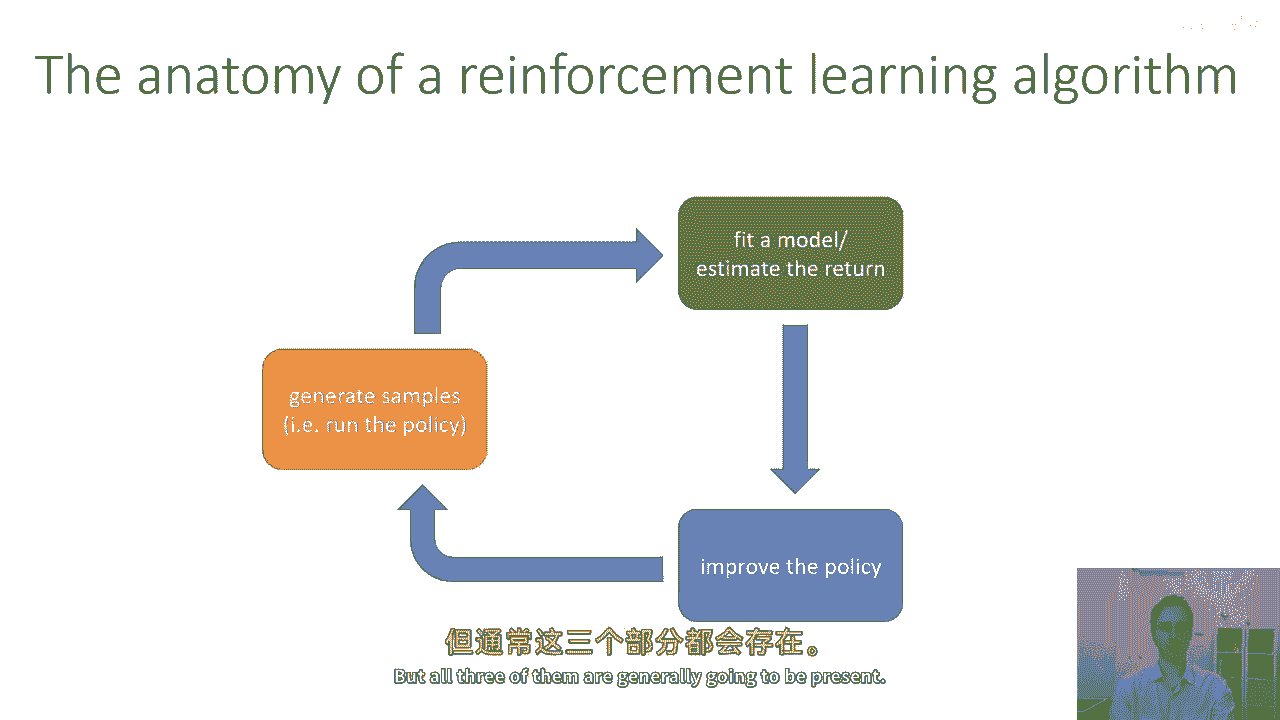 The anatomy of a reinforcement learning algorithm
fit a model/
estimate the return
generate samples
(i.e. run the policy)
improve the policy
但通常这三个部分都会存在。
But all three of them are generally going to be present.